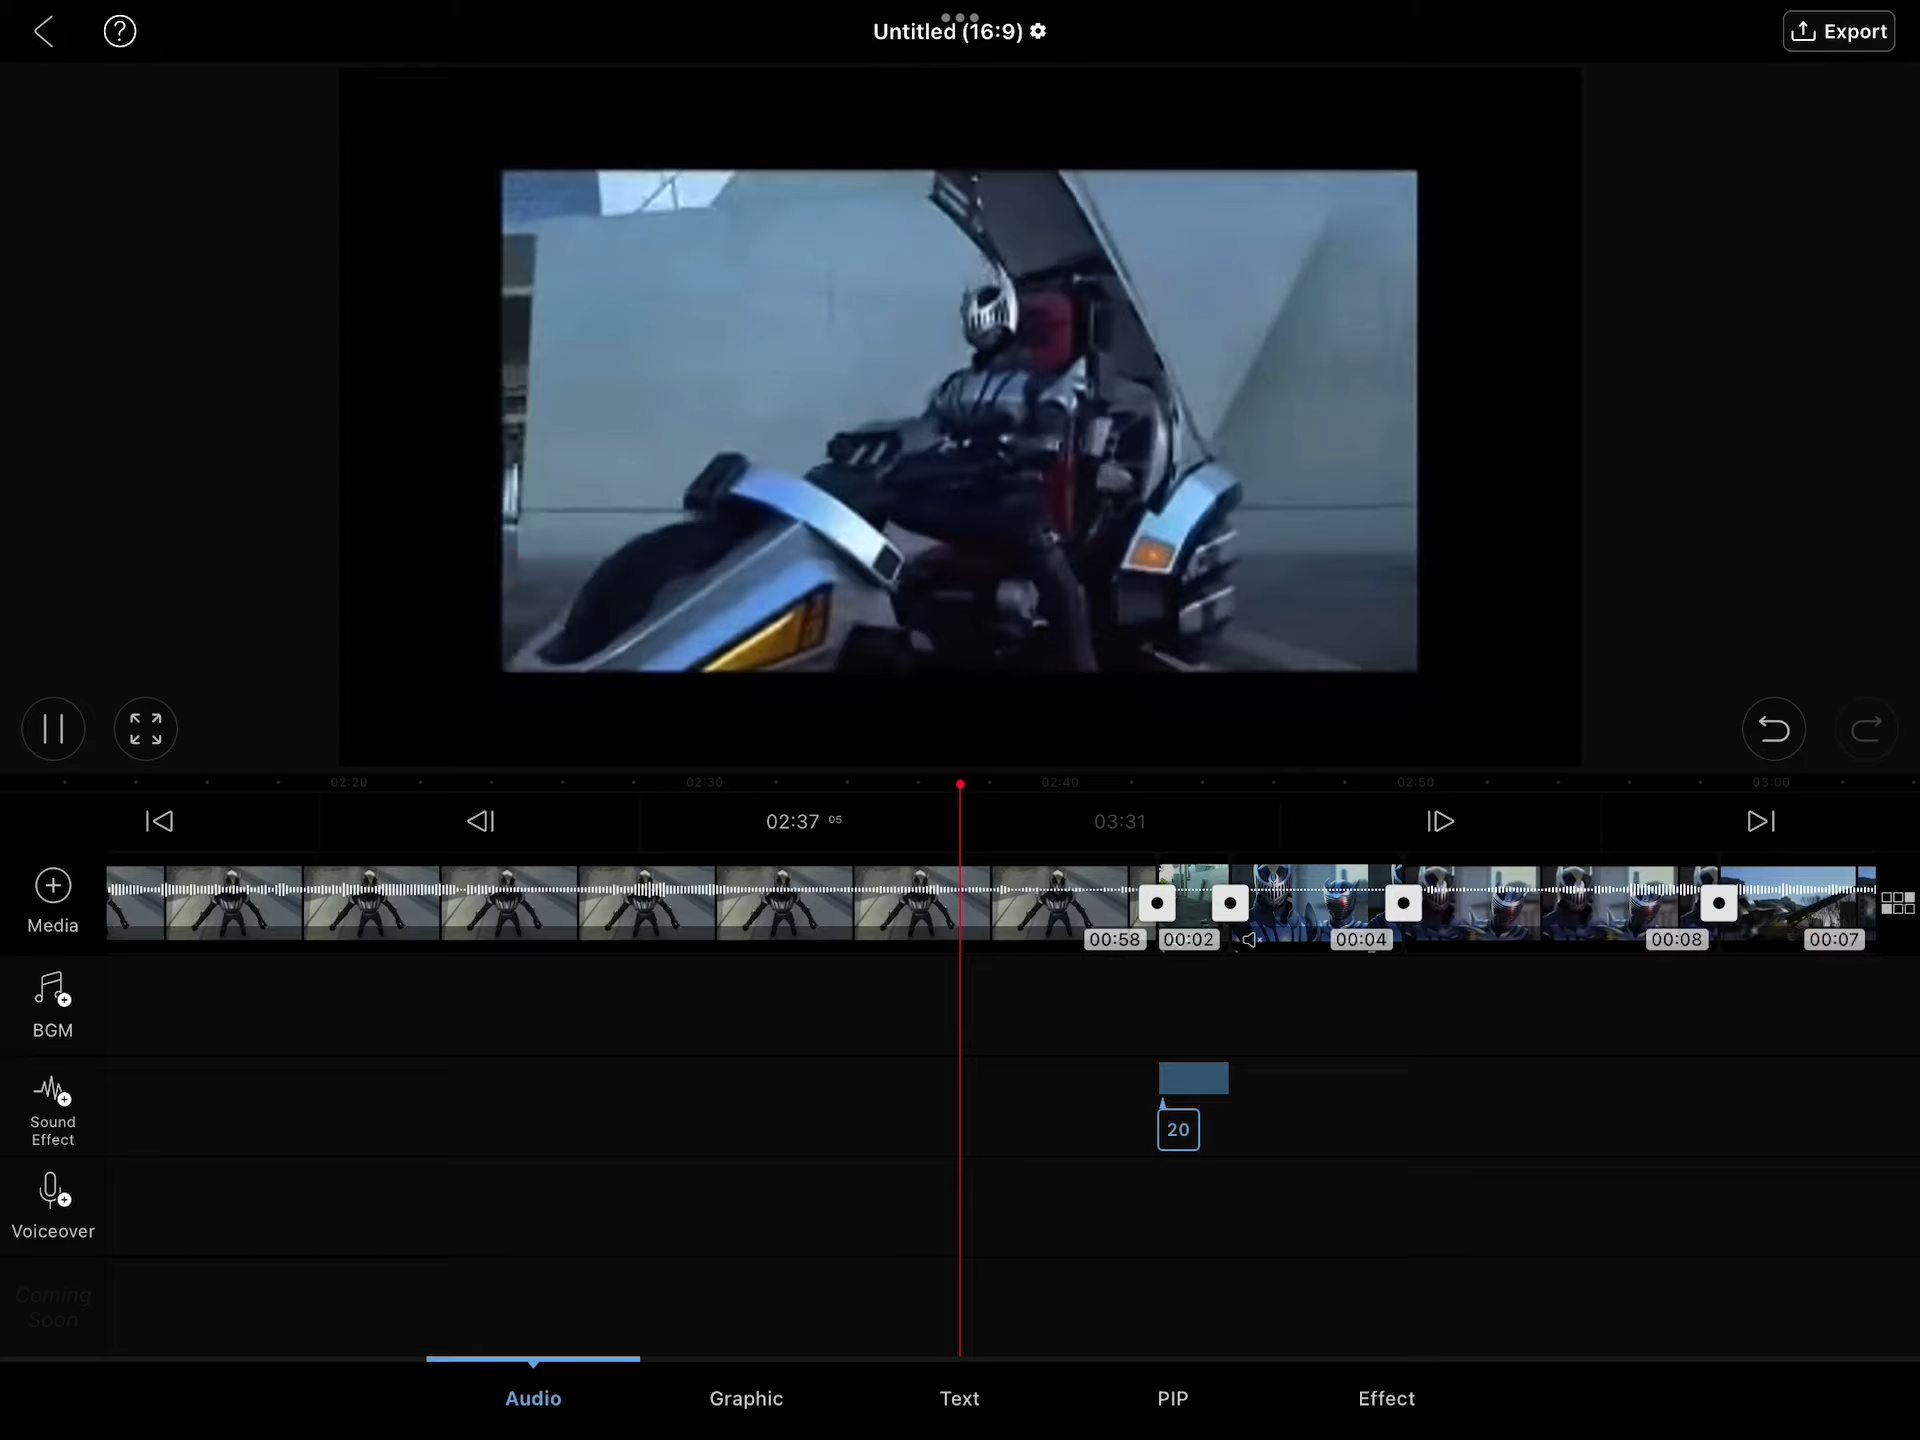 Untitled (16:9)
Export
02:20
02:30
02:40
02:50
03:00
02:37 05
03:31
Media
00:58
00:02
00:04
00:08
00:07
BGM
Sound
Effect
20
Voiceover
Coming
Soon
Audio
Graphic
Text
PIP
Effect